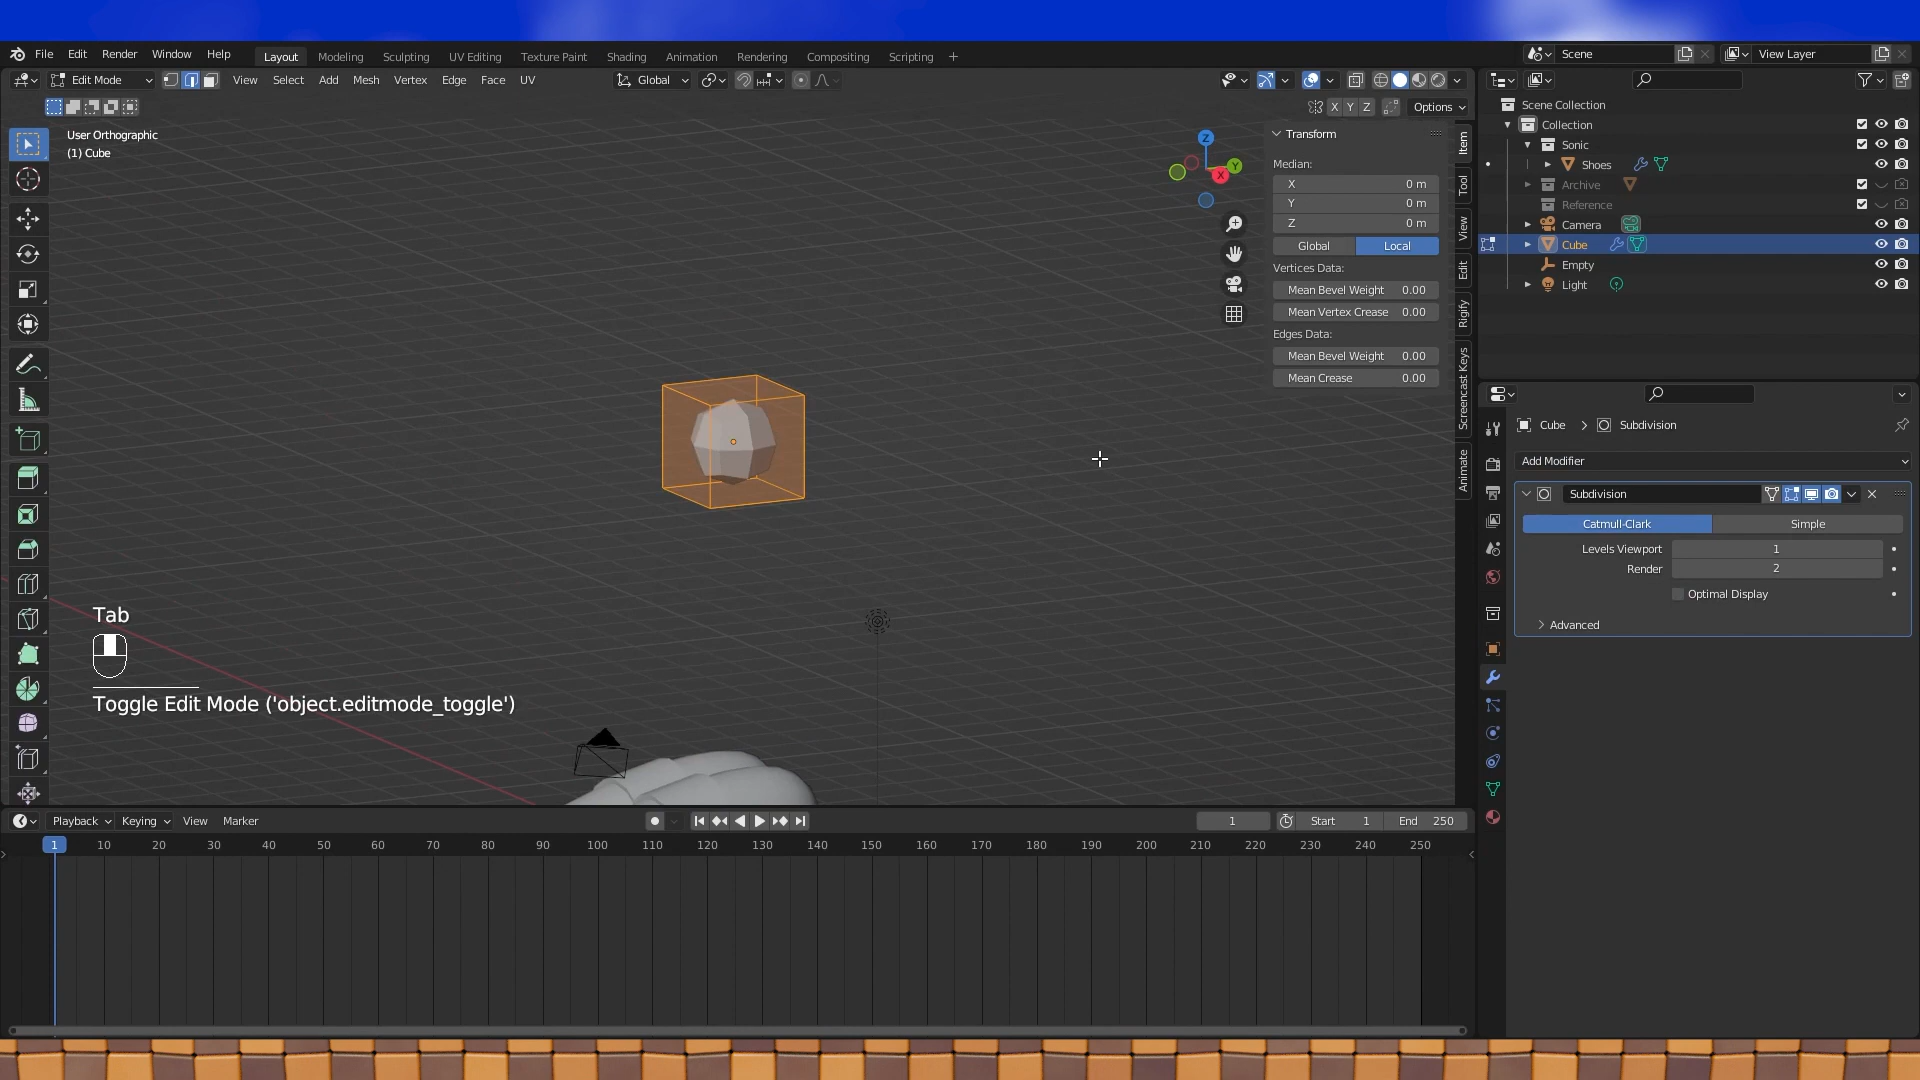 File Edit Render Window Help Layout Modeling Sculpting UV Editing Texture Paint Shading Animation Rendering Compositing Scripting + Scene View Layer
Edit Mode View Select Add Mesh Vertex Edge Face UV Global
X Y Z Options
User Orthographic
(1) Cube
Z
Y
X
Transform
Median:
X 0 m
Y 0 m
Z 0 m
Global Local
Vertices Data:
Mean Bevel Weight 0.00
Mean Vertex Crease 0.00
Edges Data:
Mean Bevel Weight 0.00
Mean Crease 0.00
Item
Tool
View
Edit
Rigify
Screencast Keys
Animate
Tab
Toggle Edit Mode ('object.editmode_toggle')
Scene Collection
Collection
Sonic
Shoes
Archive
Reference
Camera
Cube
Empty
Light
Cube > Subdivision
Add Modifier
Subdivision
Catmull-Clark Simple
Levels Viewport 1
Render 2
Optimal Display
Advanced
Playback Keying View Marker 1 Start 1 End 250
1 10 20 30 40 50 60 70 80 90 100 110 120 130 140 150 160 170 180 190 200 210 220 230 240 250